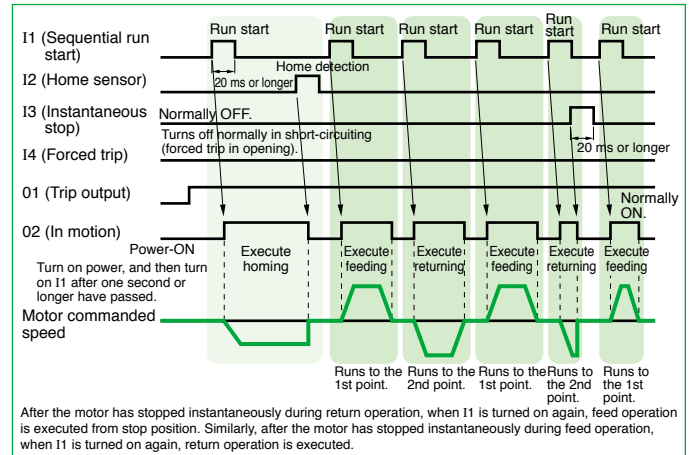 Run start
Run start
Run start
Run start
Run
start
Run start
I1 (Sequential run
start)
20 ms or longer
Home detection
I2 (Home sensor)
I3 (Instantaneous
stop)
Normally OFF.
Turns off normally in short-circuiting
(forced trip in opening).
20 ms or longer
I4 (Forced trip)
01 (Trip output)
Normally
ON.
02 (In motion)
Power-ON
Turn on power, and then turn
on I1 after one second or
longer have passed.
Execute
homing
Execute
feeding
Execute
returning
Execute
feeding
Execute
returning
Execute
feeding
Motor commanded
speed
Runs to the
1st point.
Runs to the
2nd point.
Runs to the
1st point.
Runs to
the 2nd
point.
Runs to
the 1st
point.
After the motor has stopped instantaneously during return operation, when I1 is turned on again, feed operation
is executed from stop position. Similarly, after the motor has stopped instantaneously during feed operation,
when I1 is turned on again, return operation is executed.